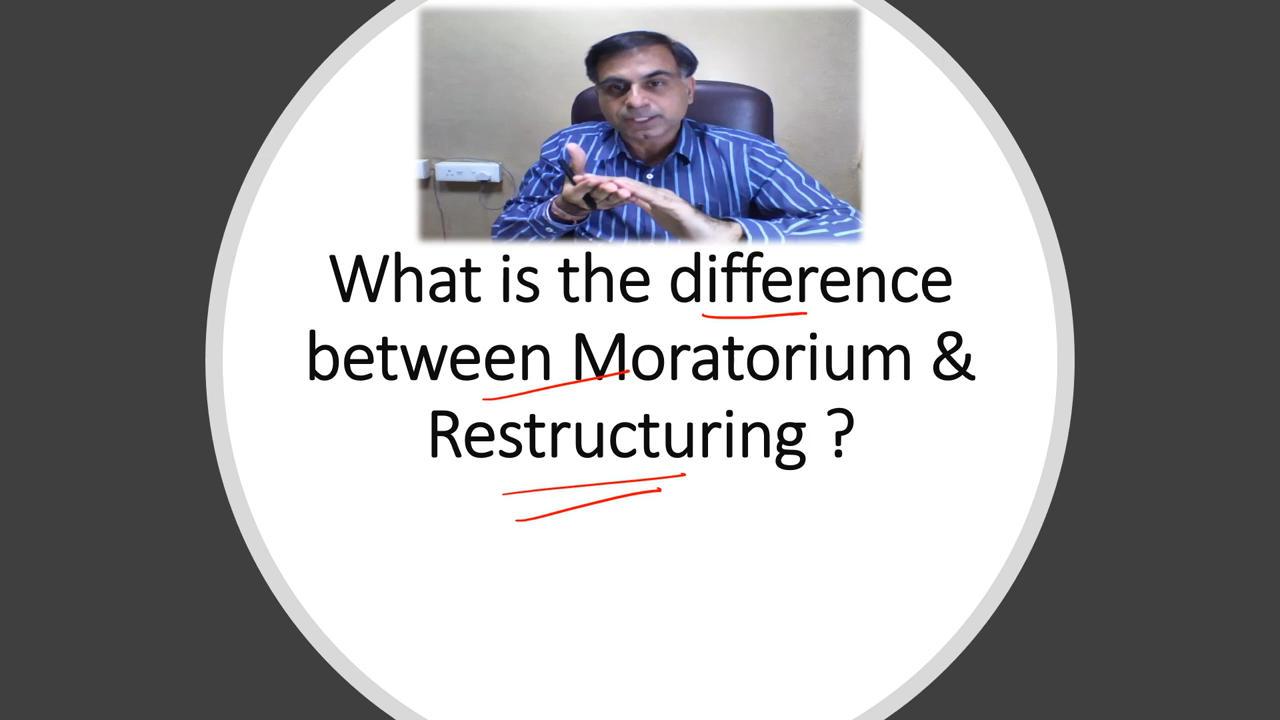 What is the difference
between Moratorium &
Restructuring ?